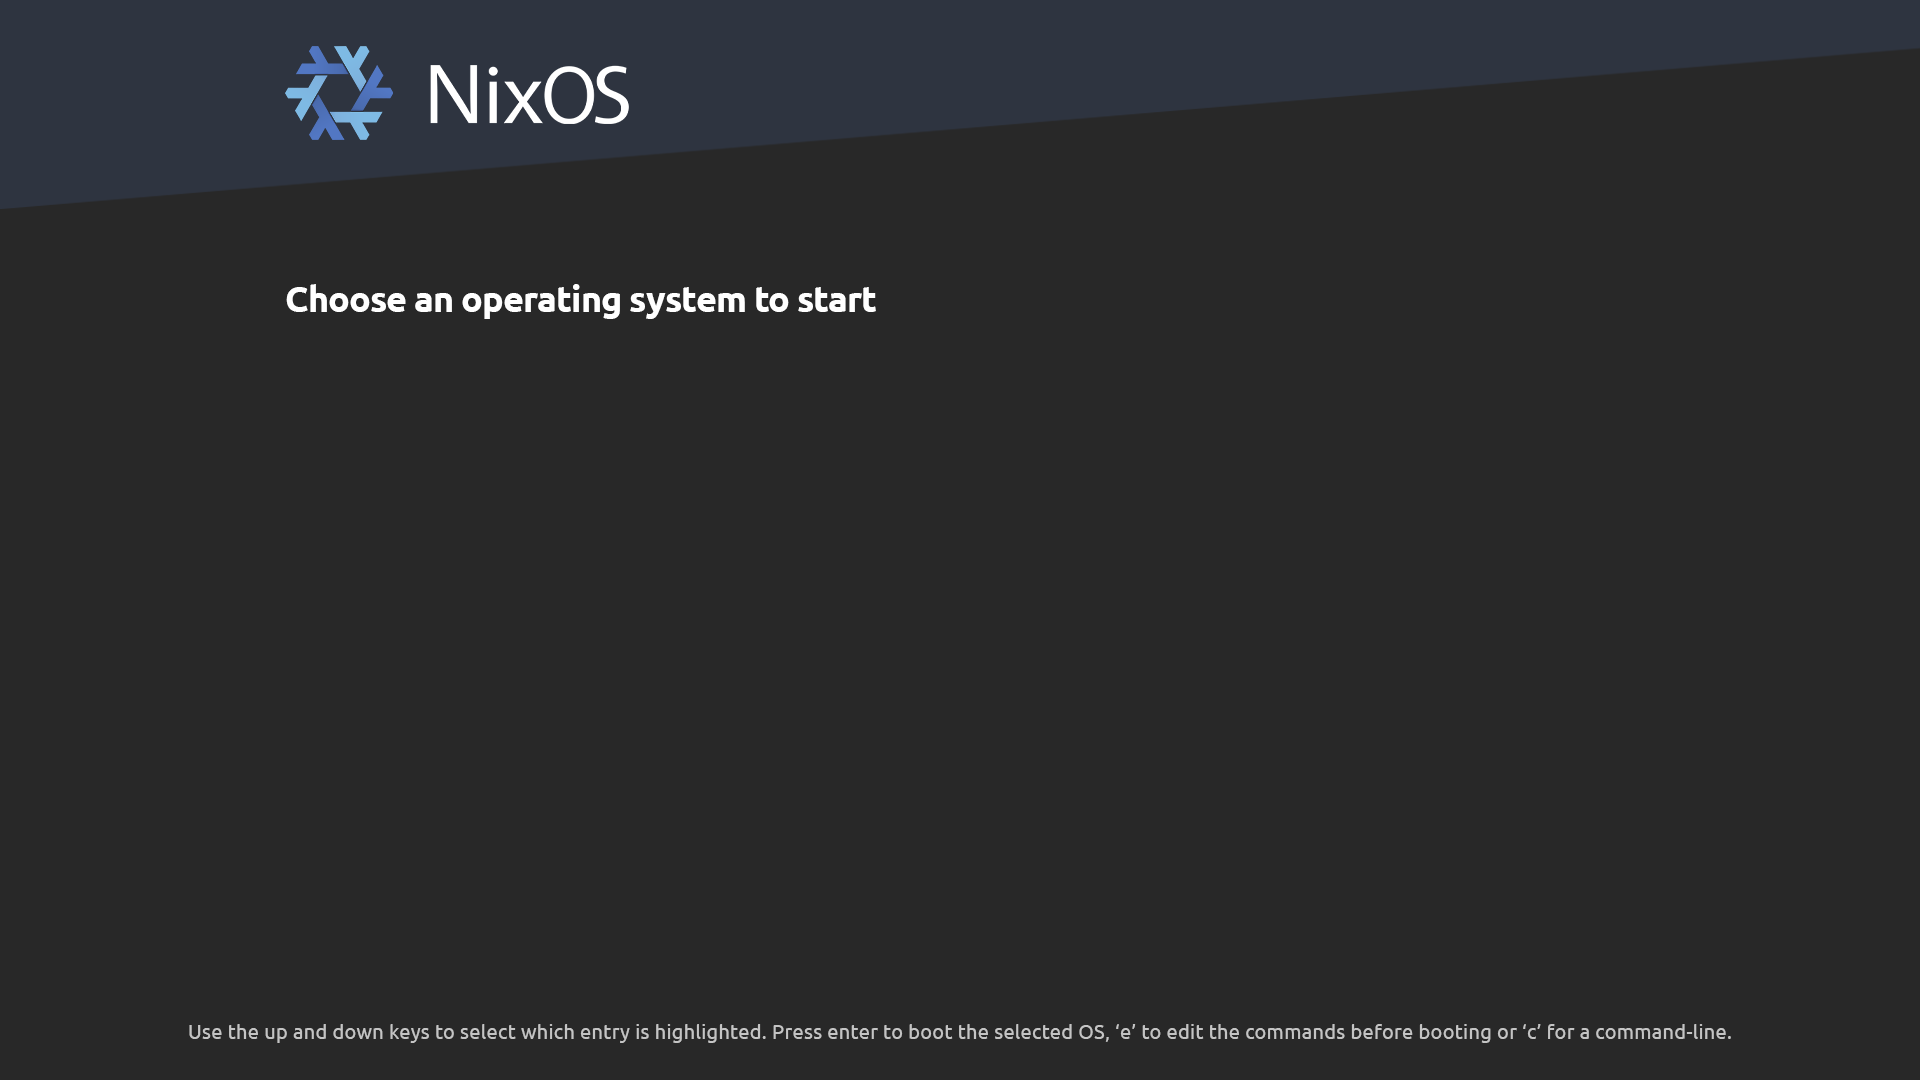 NixOS
Choose an operating system to start
Use the up and down keys to select which entry is highlighted. Press enter to boot the selected OS, ‘e’ to edit the commands before booting or ‘c’ for a command-line.